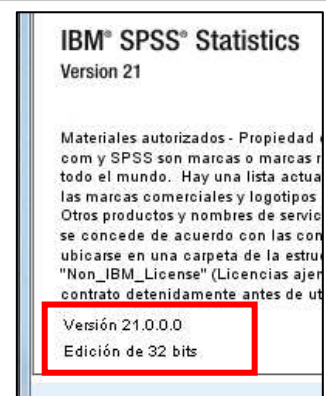 IBM® SPSS® Statistics
Version 21
Materiales autorizados - Propiedad
com y SPSS son marcas o marcas
todo el mundo. Hay una lista actua
las marcas comerciales y logotipos
Otros productos y nombres de servic
se concede de acuerdo con las con
ubicarse en una carpeta de la estru
"Non_IBM_License" (Licencias ajen
contrato detenidamente antes de ut
Versión 21.0.0.0
Edición de 32 bits